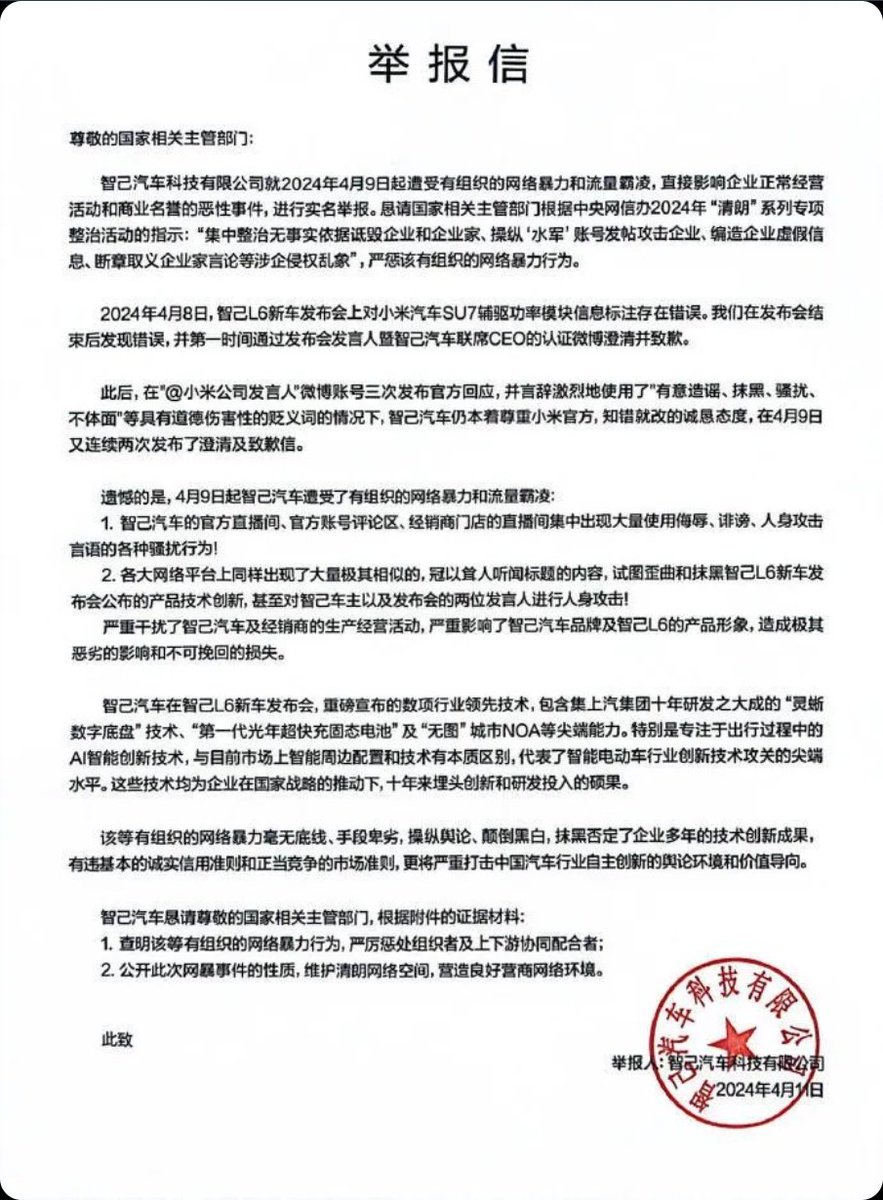 举报信
尊敬的国家相关主管部门：
智己汽车科技有限公司就2024年4月9日起遭受有组织的网络暴力和流量霸凌，直接影响企业正常经营
活动和商业名誉的恶性事件，进行实名举报。恳请国家相关主管部门根据中央网信办2024年“清朗”系列专项
整治活动的指示：“集中整治无事实依据诋毁企业和企业家、操纵‘水军’账号发帖攻击企业、编造企业虚假信
息、断章取义企业家言论等涉企侵权乱象”，严惩该有组织的网络暴力行为。
2024年4月8日，智己L6新车发布会上对小米汽车SU7辅驱功率模块信息标注存在错误。我们在发布会结
束后发现错误，并第一时间通过发布会发言人暨智己汽车联席CEO的认证微博澄清并致歉。
此后，在"@小米公司发言人"微博账号三次发布官方回应，并言辞激烈地使用了"有意造谣、抹黑、骚扰、
不体面"等具有道德伤害性的贬义词的情况下，智己汽车仍本着尊重小米官方，知错就改的诚恳态度，在4月9日
又连续两次发布了澄清及致歉信。
遗憾的是，4月9日起智己汽车遭受了有组织的网络暴力和流量霸凌：
1. 智己汽车的官方直播间、官方账号评论区、经销商门店的直播间集中出现大量使用侮辱、诽谤、人身攻击
言语的各种骚扰行为！
2. 各大网络平台上同样出现了大量极其相似的，冠以耸人听闻标题的内容，试图歪曲和抹黑智己L6新车发
布会公布的产品技术创新，甚至对智己车主以及发布会的两位发言人进行人身攻击！
严重干扰了智己汽车及经销商的生产经营活动，严重影响了智己汽车品牌及智己L6的产品形象，造成极其
恶劣的影响和不可挽回的损失。
智己汽车在智己L6新车发布会，重磅宣布的数项行业领先技术，包含集上汽集团十年研发之大成的“灵蜥
数字底盘”技术、“第一代光年超快充固态电池”及“无图”城市NOA等尖端能力。特别是专注于出行过程中的
AI智能创新技术，与目前市场上智能周边配置和技术有本质区别，代表了智能电动车行业创新技术攻关的尖端
水平。这些技术均为企业在国家战略的推动下，十年来埋头创新和研发投入的硕果。
该等有组织的网络暴力毫无底线、手段卑劣，操纵舆论、颠倒黑白，抹黑否定了企业多年的技术创新成果，
有违基本的诚实信用准则和正当竞争的市场准则，更将严重打击中国汽车行业自主创新的舆论环境和价值导向。
智己汽车恳请尊敬的国家相关主管部门，根据附件的证据材料：
1. 查明该等有组织的网络暴力行为，严厉惩处组织者及上下游协同配合者；
2. 公开此次网暴事件的性质，维护清朗网络空间，营造良好营商网络环境。
此致
举报人：智己汽车科技有限公司
2024年4月11日
智己汽车科技有限公司